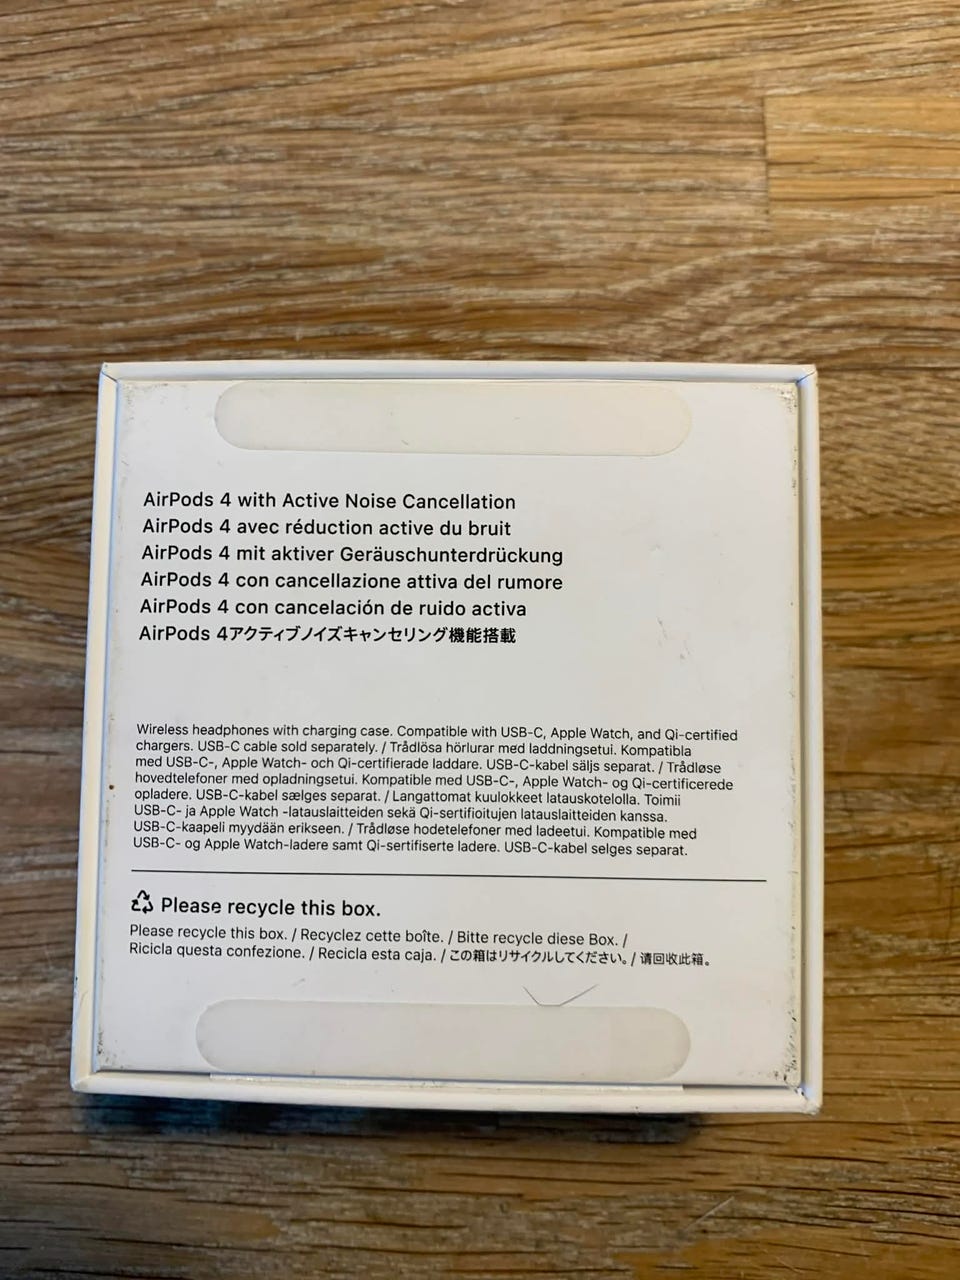 AirPods 4 with Active Noise Cancellation
AirPods 4 avec réduction active du bruit
AirPods 4 mit aktiver Geräuschunterdrückung
AirPods 4 con cancellazione attiva del rumore
AirPods 4 con cancelación de ruido activa
AirPods 4アクティブノイズキャンセリング機能搭載
Wireless headphones with charging case. Compatible with USB-C, Apple Watch, and Qi-certified
chargers. USB-C cable sold separately. / Trådlösa hörlurar med laddningsetui. Kompatibla
med USB-C-, Apple Watch- och Qi-certifierade laddare. USB-C-kabel säljs separat. / Trådløse
hovedtelefoner med opladningsetui. Kompatible med USB-C-, Apple Watch- og Qi-certificerede
opladere. USB-C-kabel sælges separat. / Langattomat kuulokkeet latauskotelolla. Toimii
USB-C- ja Apple Watch -latauslaitteiden sekä Qi-sertifioitujen latauslaitteiden kanssa.
USB-C-kaapeli myydään erikseen. / Trådløse hodetelefoner med ladeetui. Kompatible med
USB-C- og Apple Watch-ladere samt Qi-sertifiserte ladere. USB-C-kabel selges separat.
Please recycle this box.
Please recycle this box. / Recyclez cette boîte. / Bitte recycle diese Box. /
Ricicla questa confezione. / Recicla esta caja. / この箱はリサイクルしてください。/ 请回收此箱。